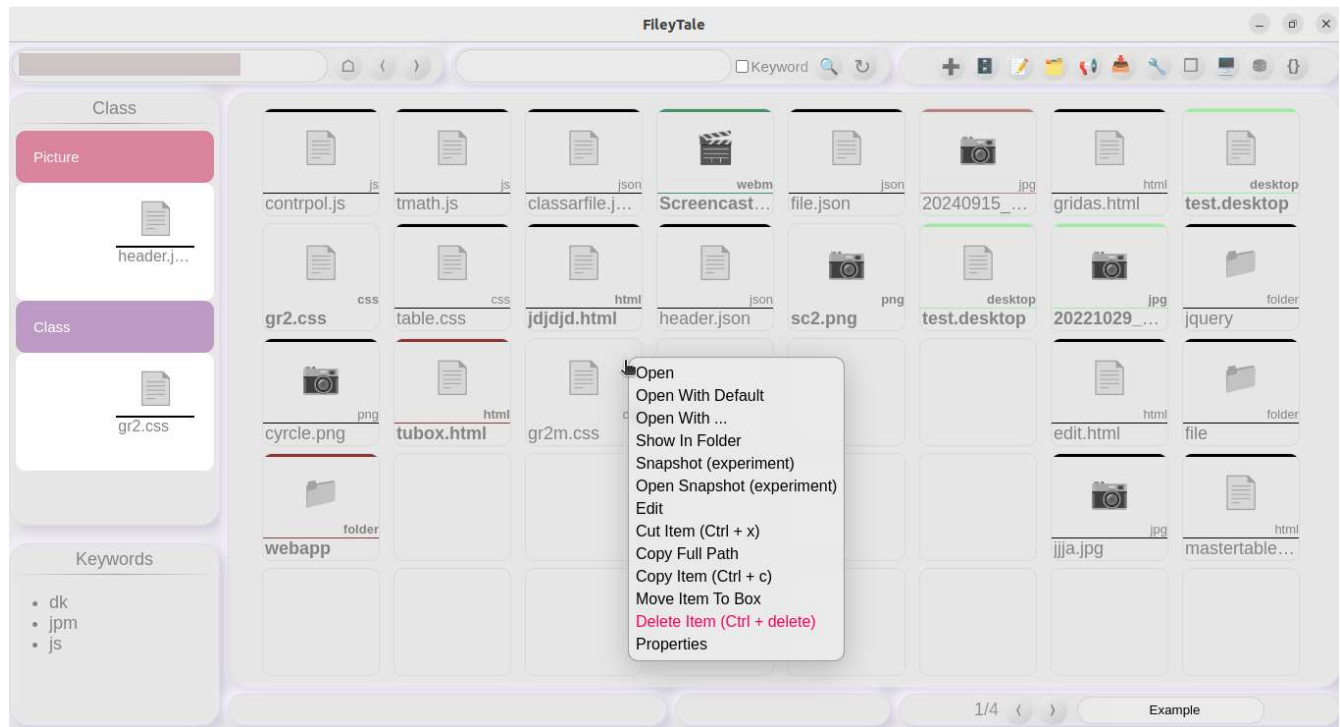 FileyTale
Keyword
{}
Class
Picture
header.j...
Class
gr2.css
Keywords
dk
jpm
js
js
contrpol.js
js
tmath.js
json
classarfile.j...
webm
Screencast...
json
file.json
jpg
20240915_...
html
gridas.html
desktop
test.desktop
css
gr2.css
css
table.css
html
jdjdjd.html
json
header.json
png
sc2.png
desktop
test.desktop
jpg
20221029_...
folder
jquery
png
cyrcle.png
html
tubox.html
gr2m.css
html
edit.html
folder
file
folder
webapp
jpg
jjja.jpg
html
mastertable...
Open
Open With Default
Open With ...
Show In Folder
Snapshot (experiment)
Open Snapshot (experiment)
Edit
Cut Item (Ctrl + x)
Copy Full Path
Copy Item (Ctrl + c)
Move Item To Box
Delete Item (Ctrl + delete)
Properties
1/4
Example